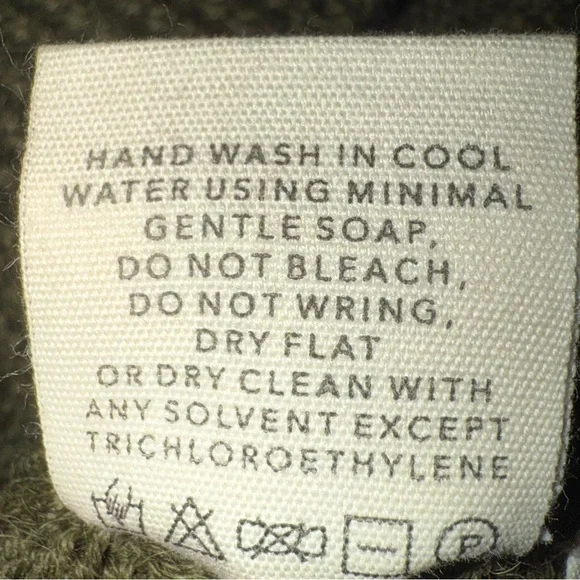 HAND WASH IN COOL
WATER USING MINIMAL
GENTLE SOAP,
DO NOT BLEACH,
DO NOT WRING,
DRY FLAT
OR DRY CLEAN WITH
ANY SOLVENT EXCEPT
TRICHLOROETHYLENE
P